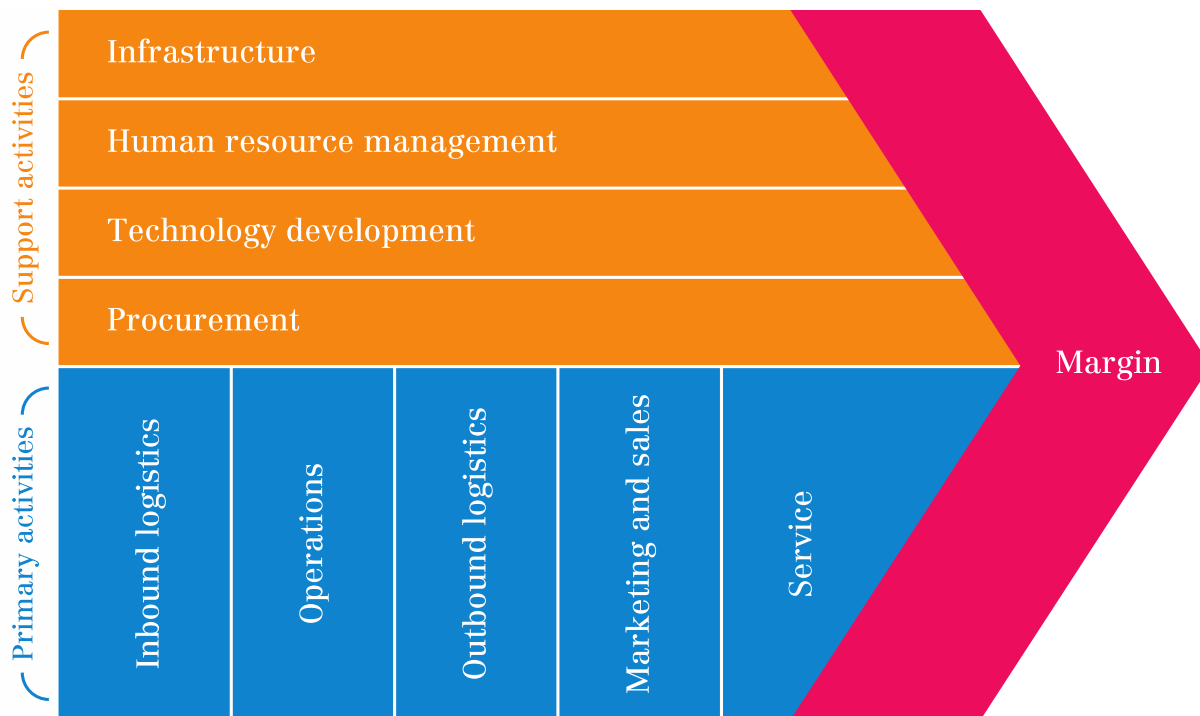 Support activities
Infrastructure
Human resource management
Technology development
Procurement
Margin
Primary activities
Inbound logistics
Operations
Outbound logistics
Marketing and sales
Service